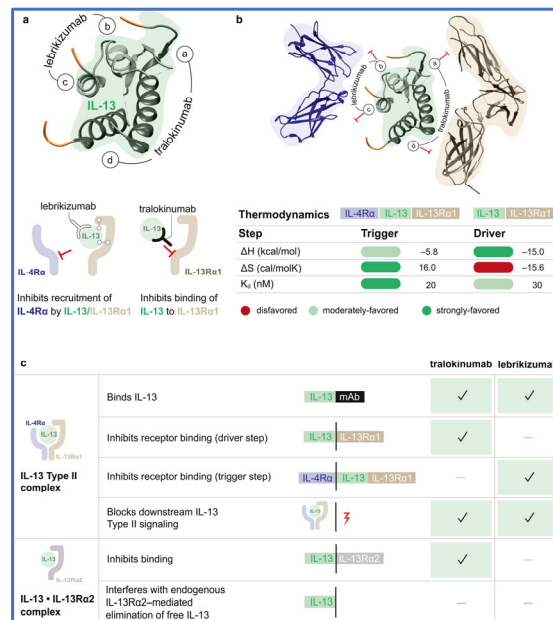 a
lebrikizumab
b
c
IL-13
a
tralokinumab
d
lebrikizumab
IL-13
IL-4Rα
tralokinumab
IL-13
IL-13Rα1
Inhibits recruitment of
IL-4Rα by IL-13/IL-13Rα1
Inhibits binding of
IL-13 to IL-13Rα1
b
lebrikizumab
b
c
a
tralokinumab
Thermodynamics IL-4Rα IL-13 IL-13Rα1 IL-13 IL-13Rα1
Step Trigger Driver
ΔH (kcal/mol) −5.8 −15.0
ΔS (cal/molK) 16.0 −15.6
Kd (nM) 20 30
disfavored moderately-favored strongly-favored
c
tralokinumab lebrikizumab
Binds IL-13 IL-13 mAb ✓ ✓
IL-4Rα
IL-13
IL-13Rα1
IL-13 Type II
complex
Inhibits receptor binding (driver step) IL-13 IL-13Rα1 ✓ —
Inhibits receptor binding (trigger step) IL-4Rα IL-13 IL-13Rα1 — ✓
Blocks downstream IL-13
Type II signaling IL-13 ✓ ✓
IL-13
IL-13Rα2
IL-13 • IL-13Rα2
complex
Inhibits binding IL-13 IL-13Rα2 ✓ —
Interferes with endogenous
IL-13Rα2–mediated
elimination of free IL-13 IL-13 — —